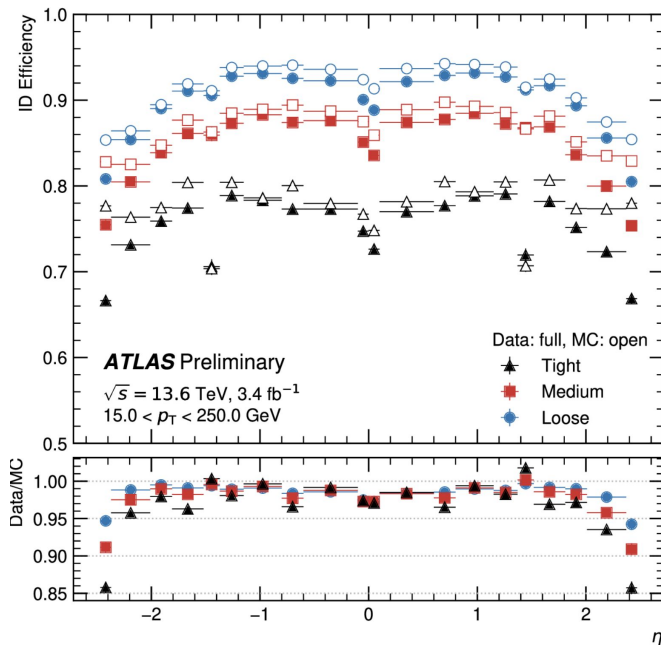 ID Efficiency
1.0
0.9
0.8
0.7
0.6
0.5
ATLAS Preliminary
√s = 13.6 TeV, 3.4 fb⁻¹
15.0 < pT < 250.0 GeV
Data: full, MC: open
Tight
Medium
Loose
Data/MC
1.00
0.95
0.90
0.85
−2 −1 0 1 2
η